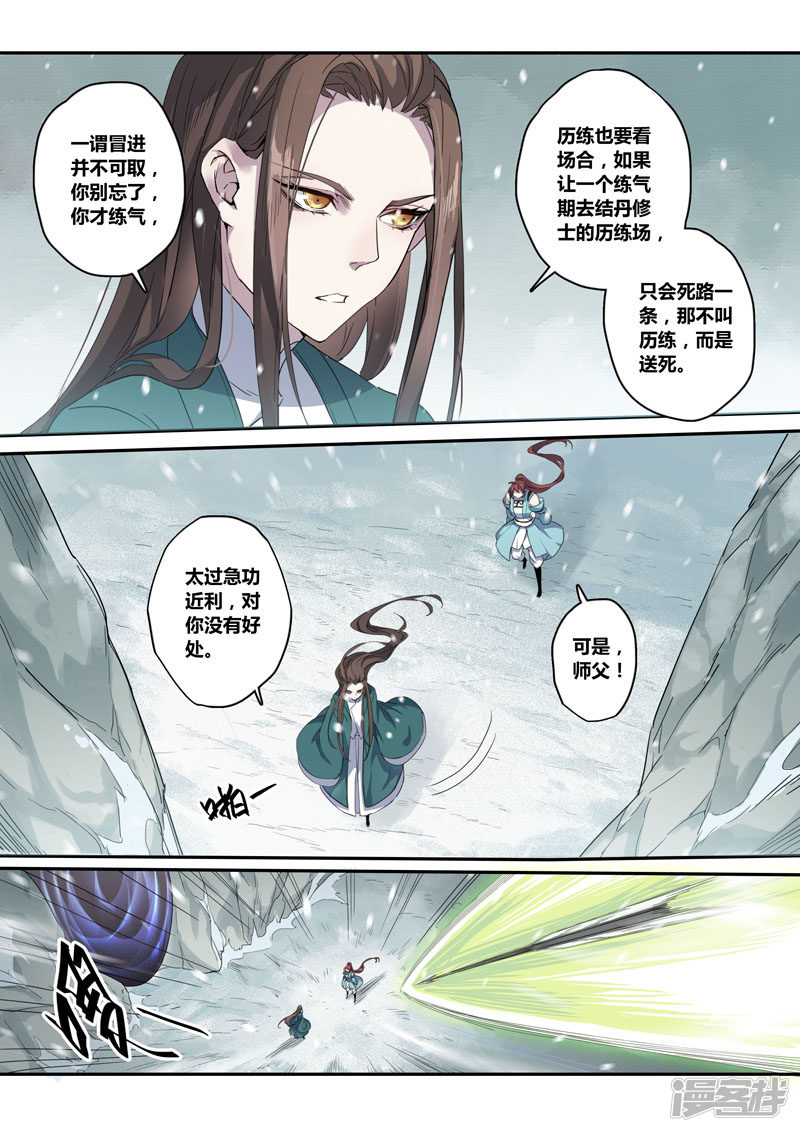 一谓冒进
并不可取，
你别忘了，
你才练气，
历练也要看
场合，如果
让一个练气
期去结丹修
士的历练场，
只会死路一
条，那不叫
历练，而是
送死。
太过急功
近利，对
你没有好
处。
可是，
师父！
啪—
漫客栈